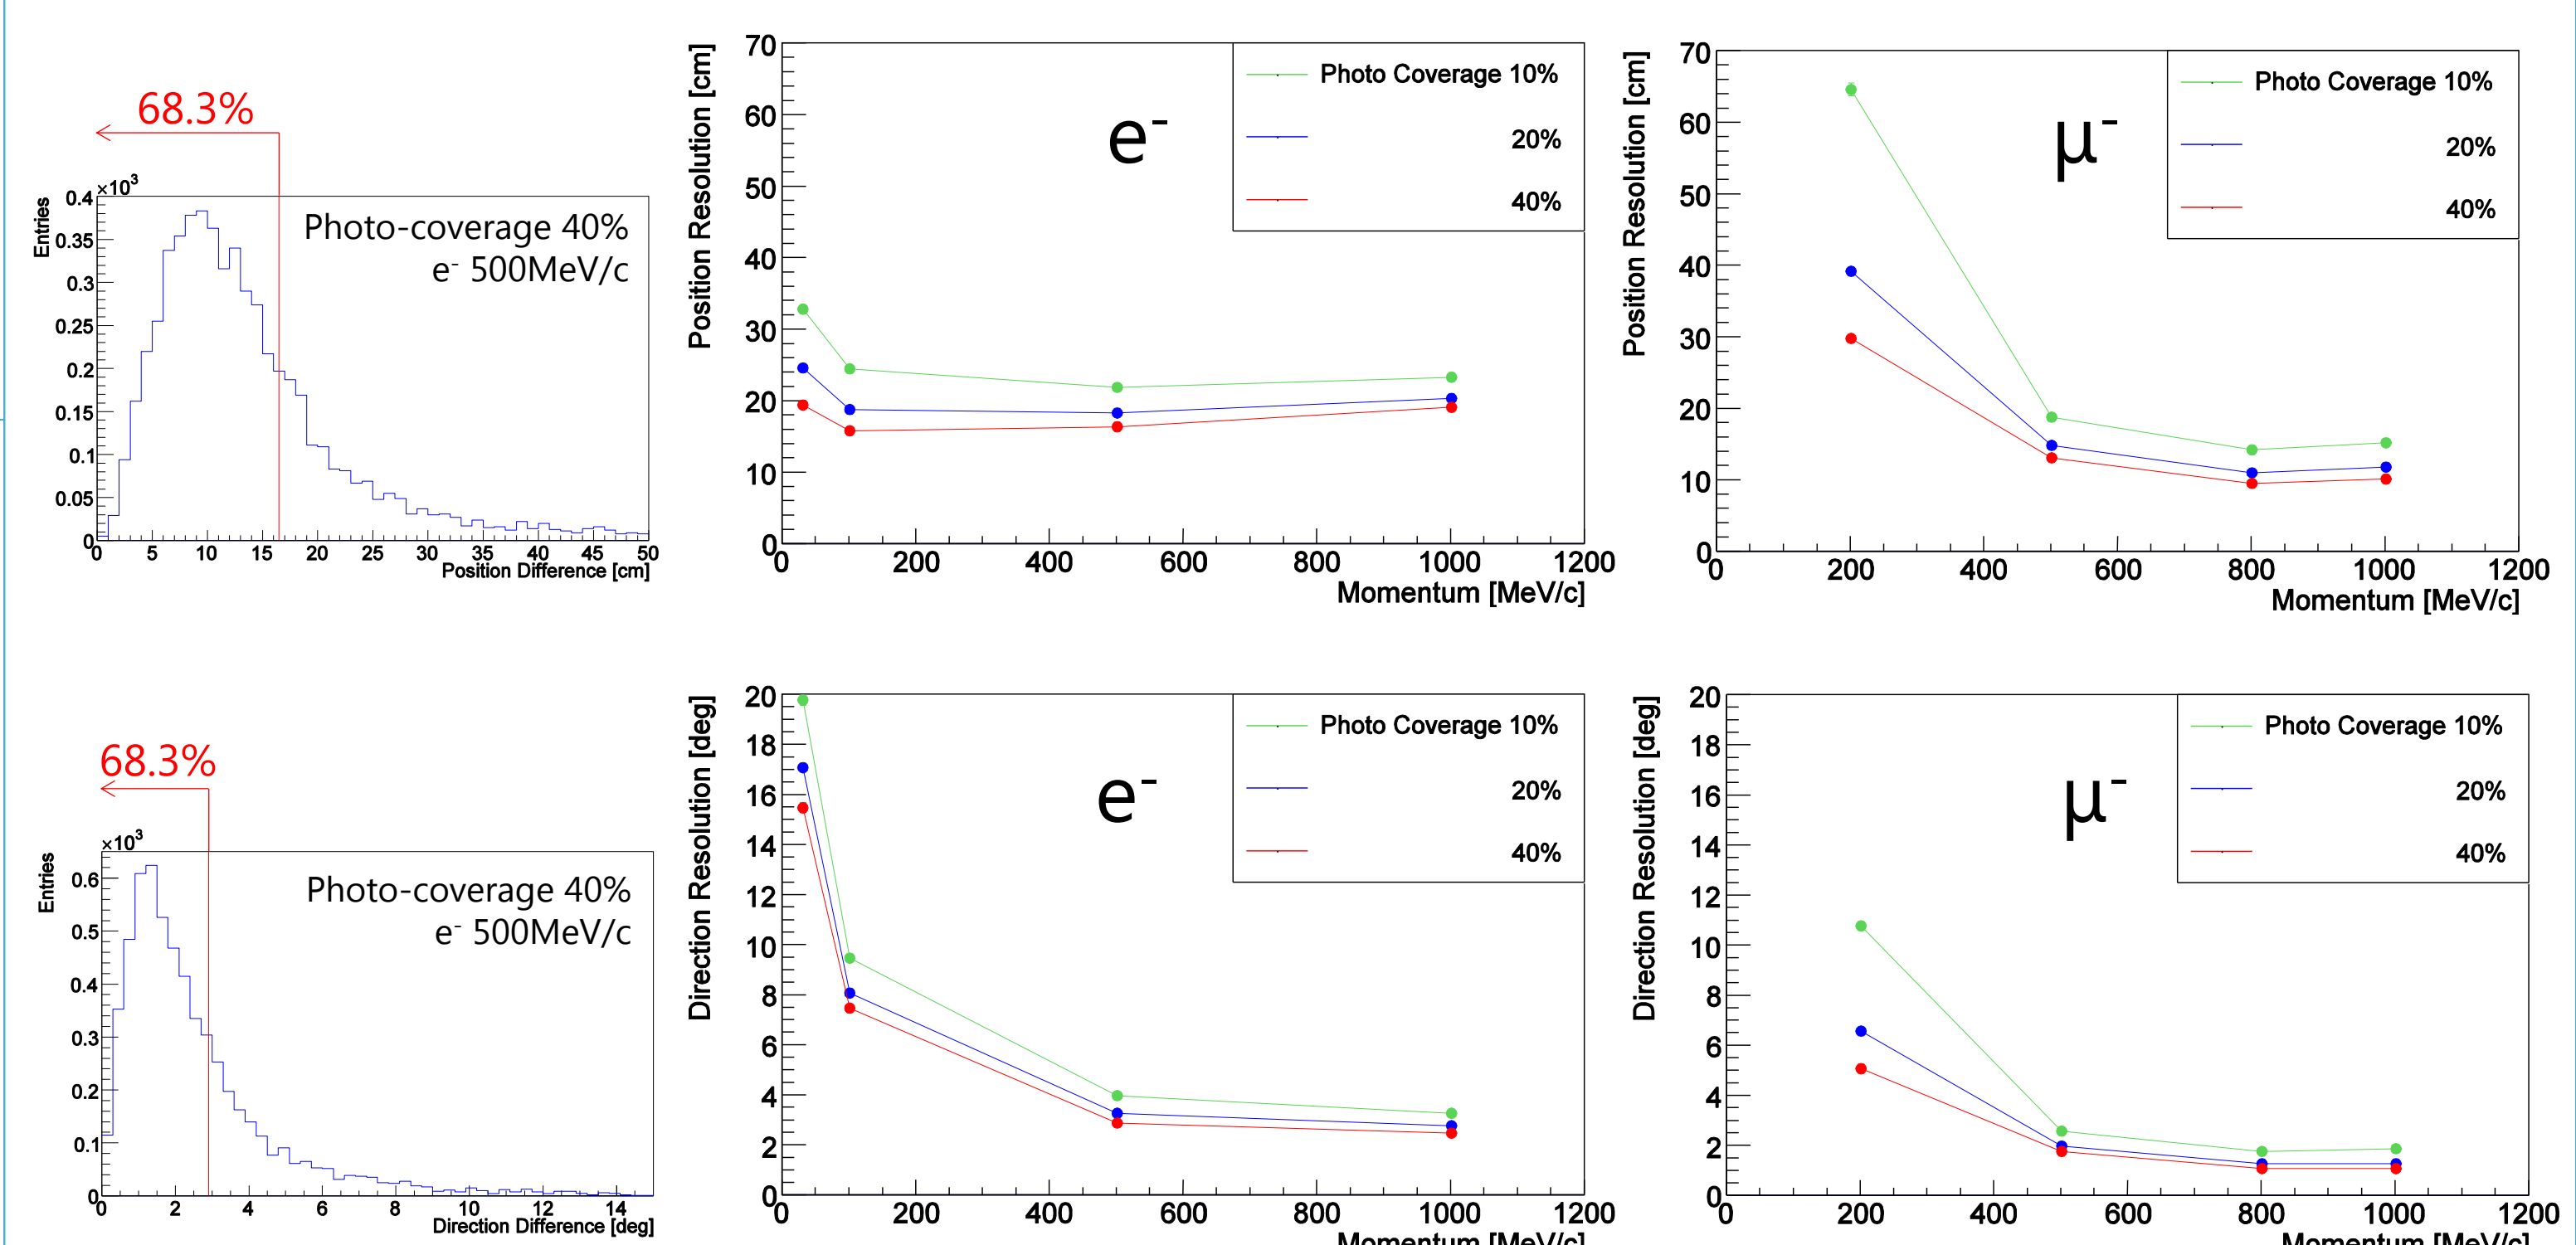 68.3%
×10³
Entries
0.4
0.35
0.3
0.25
0.2
0.15
0.1
0.05
0
Photo-coverage 40%
e⁻ 500MeV/c
0 5 10 15 20 25 30 35 40 45 50
Position Difference [cm]
Position Resolution [cm]
70
60
50
40
30
20
10
0
e⁻
Photo Coverage 10%
20%
40%
0 200 400 600 800 1000 1200
Momentum [MeV/c]
Position Resolution [cm]
70
60
50
40
30
20
10
0
μ⁻
Photo Coverage 10%
20%
40%
0 200 400 600 800 1000 1200
Momentum [MeV/c]
68.3%
×10³
Entries
0.6
0.5
0.4
0.3
0.2
0.1
0
Photo-coverage 40%
e⁻ 500MeV/c
0 2 4 6 8 10 12 14
Direction Difference [deg]
Direction Resolution [deg]
20
18
16
14
12
10
8
6
4
2
0
e⁻
Photo Coverage 10%
20%
40%
0 200 400 600 800 1000 1200
Momentum [MeV/c]
Direction Resolution [deg]
20
18
16
14
12
10
8
6
4
2
0
μ⁻
Photo Coverage 10%
20%
40%
0 200 400 600 800 1000 1200
Momentum [MeV/c]